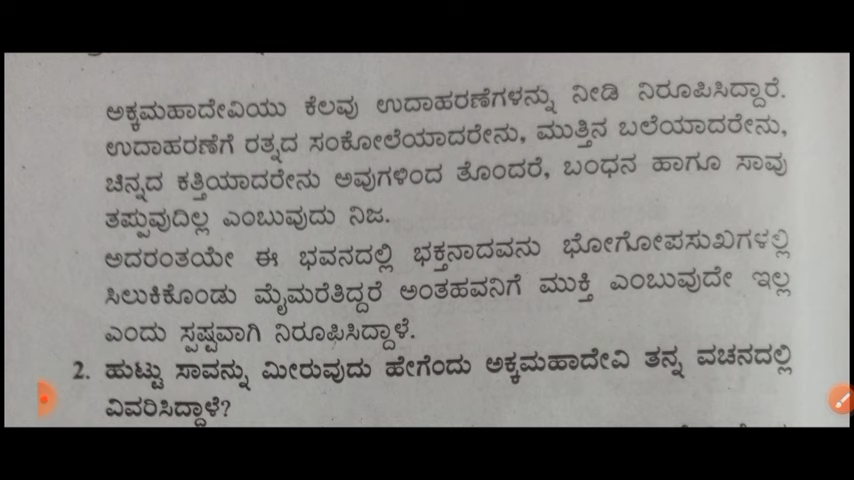 ಅಕ್ಕಮಹಾದೇವಿಯು ಕೆಲವು ಉದಾಹರಣೆಗಳನ್ನು ನೀಡಿ ನಿರೂಪಿಸಿದ್ದಾರೆ.
ಉದಾಹರಣೆಗೆ ರತ್ನದ ಸಂಕೋಲೆಯಾದರೇನು, ಮುತ್ತಿನ ಬಲೆಯಾದರೇನು,
ಚಿನ್ನದ ಕತ್ತಿಯಾದರೇನು ಅವುಗಳಿಂದ ತೊಂದರೆ, ಬಂಧನ ಹಾಗೂ ಸಾವು
ತಪ್ಪುವುದಿಲ್ಲ ಎಂಬುವುದು ನಿಜ.
ಅದರಂತಯೇ ಈ ಭವನದಲ್ಲಿ ಭಕ್ತನಾದವನು ಭೋಗೋಪಸುಖಗಳಲ್ಲಿ
ಸಿಲುಕಿಕೊಂಡು ಮೈಮರೆತಿದ್ದರೆ ಅಂತಹವನಿಗೆ ಮುಕ್ತಿ ಎಂಬುವುದೇ ಇಲ್ಲ
ಎಂದು ಸ್ಪಷ್ಟವಾಗಿ ನಿರೂಪಿಸಿದ್ದಾಳೆ.
2. ಹುಟ್ಟು ಸಾವನ್ನು ಮೀರುವುದು ಹೇಗೆಂದು ಅಕ್ಕಮಹಾದೇವಿ ತನ್ನ ವಚನದಲ್ಲಿ
ವಿವರಿಸಿದ್ದಾಳೆ?